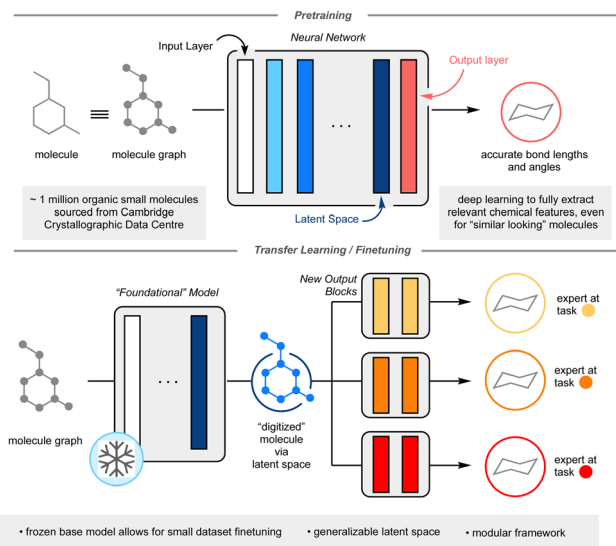 Pretraining
Input Layer
Neural Network
Output layer
...
molecule
molecule graph
accurate bond lengths
and angles
~ 1 million organic small molecules
sourced from Cambridge
Crystallographic Data Centre
Latent Space
deep learning to fully extract
relevant chemical features, even
for “similar looking” molecules
Transfer Learning / Finetuning
“Foundational” Model
New Output
Blocks
expert at
task
...
molecule graph
“digitized”
molecule
via
latent space
expert at
task
expert at
task
• frozen base model allows for small dataset finetuning • generalizable latent space • modular framework